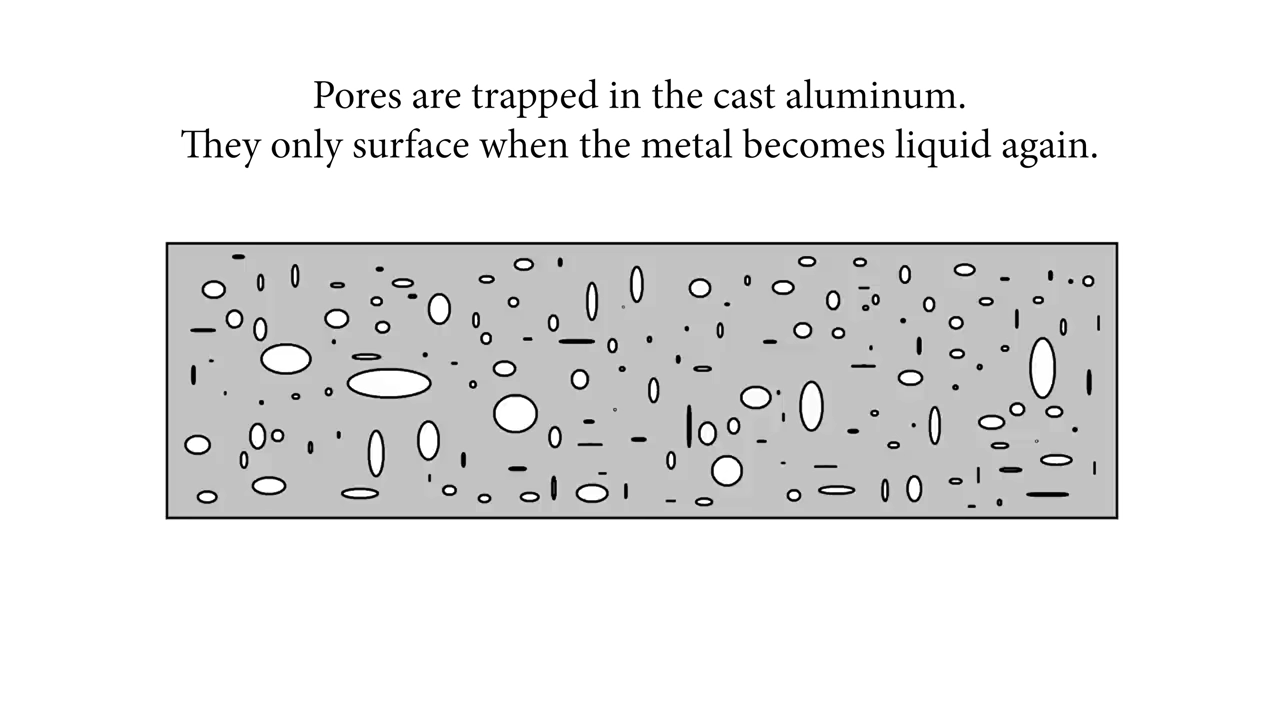 Pores are trapped in the cast aluminum.
They only surface when the metal becomes liquid again.